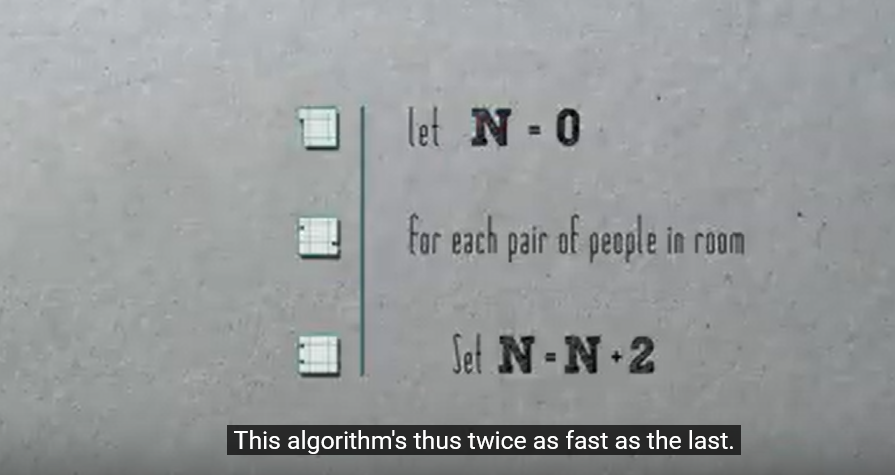 let N = 0
For each pair of people in room
Set N = N + 2
This algorithm's thus twice as fast as the last.